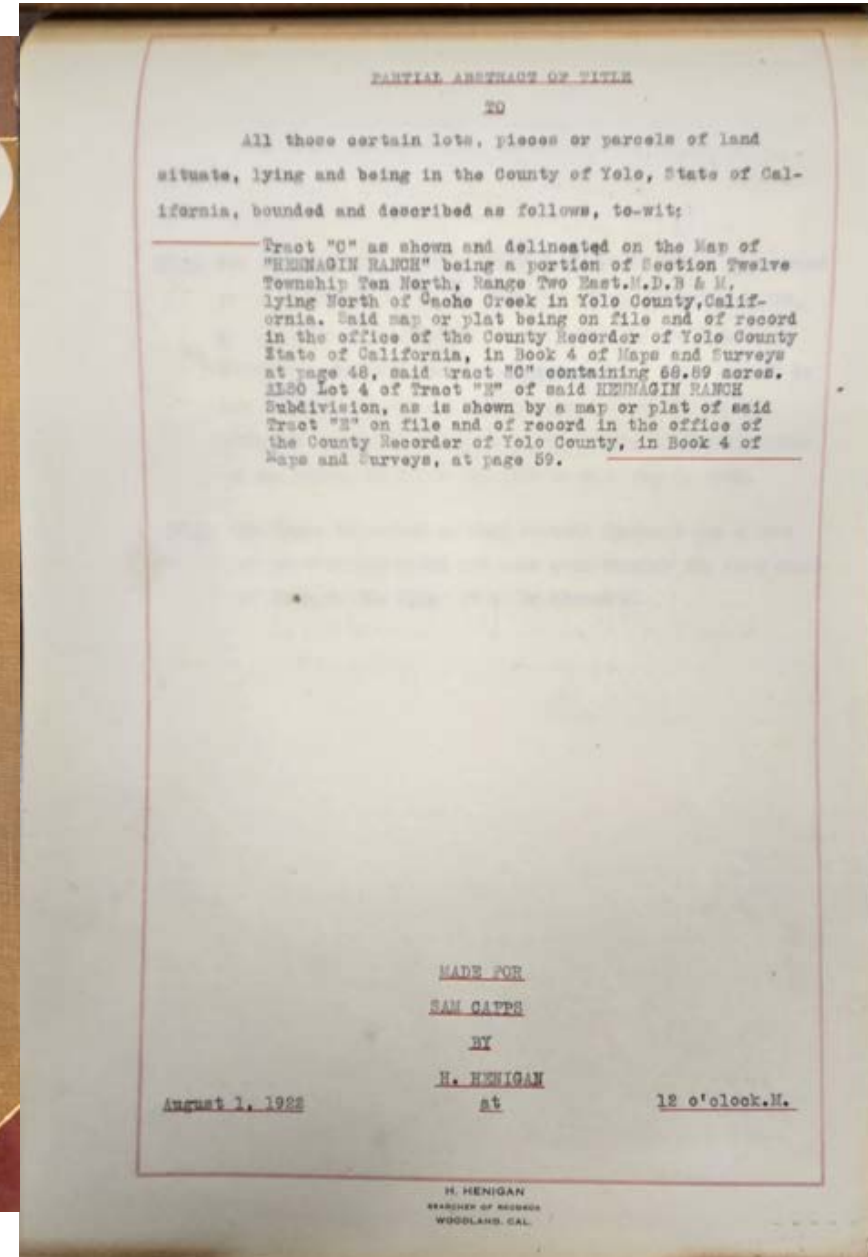 PARTIAL ABSTRACT OF TITLE
TO
All those certain lots, pieces or parcels of land
situate, lying and being in the County of Yolo, State of Cal-
ifornia, bounded and described as follows, to-wit;
Tract "C" as shown and delineated on the Map of
"HENNAGIN RANCH" being a portion of Section Twelve
Township Ten North, Range Two East.M.D.B & M.
lying North of Cache Creek in Yolo County,Calif-
ornia. Said map or plat being on file and of record
in the office of the County Recorder of Yolo County
State of California, in Book 4 of Maps and Surveys
at page 48, said tract "C" containing 68.89 acres.
ALSO Lot 4 of Tract "E" of said HENNAGIN RANCH
Subdivision, as is shown by a map or plat of said
Tract "E" on file and of record in the office of
the County Recorder of Yolo County, in Book 4 of
Maps and Surveys, at page 59.
MADE FOR
SAM CAPPS
BY
H. HENIGAN
August 1, 1922 at 12 o'clock.M.
H. HENIGAN
SEARCHER OF RECORDS
WOODLAND, CAL.